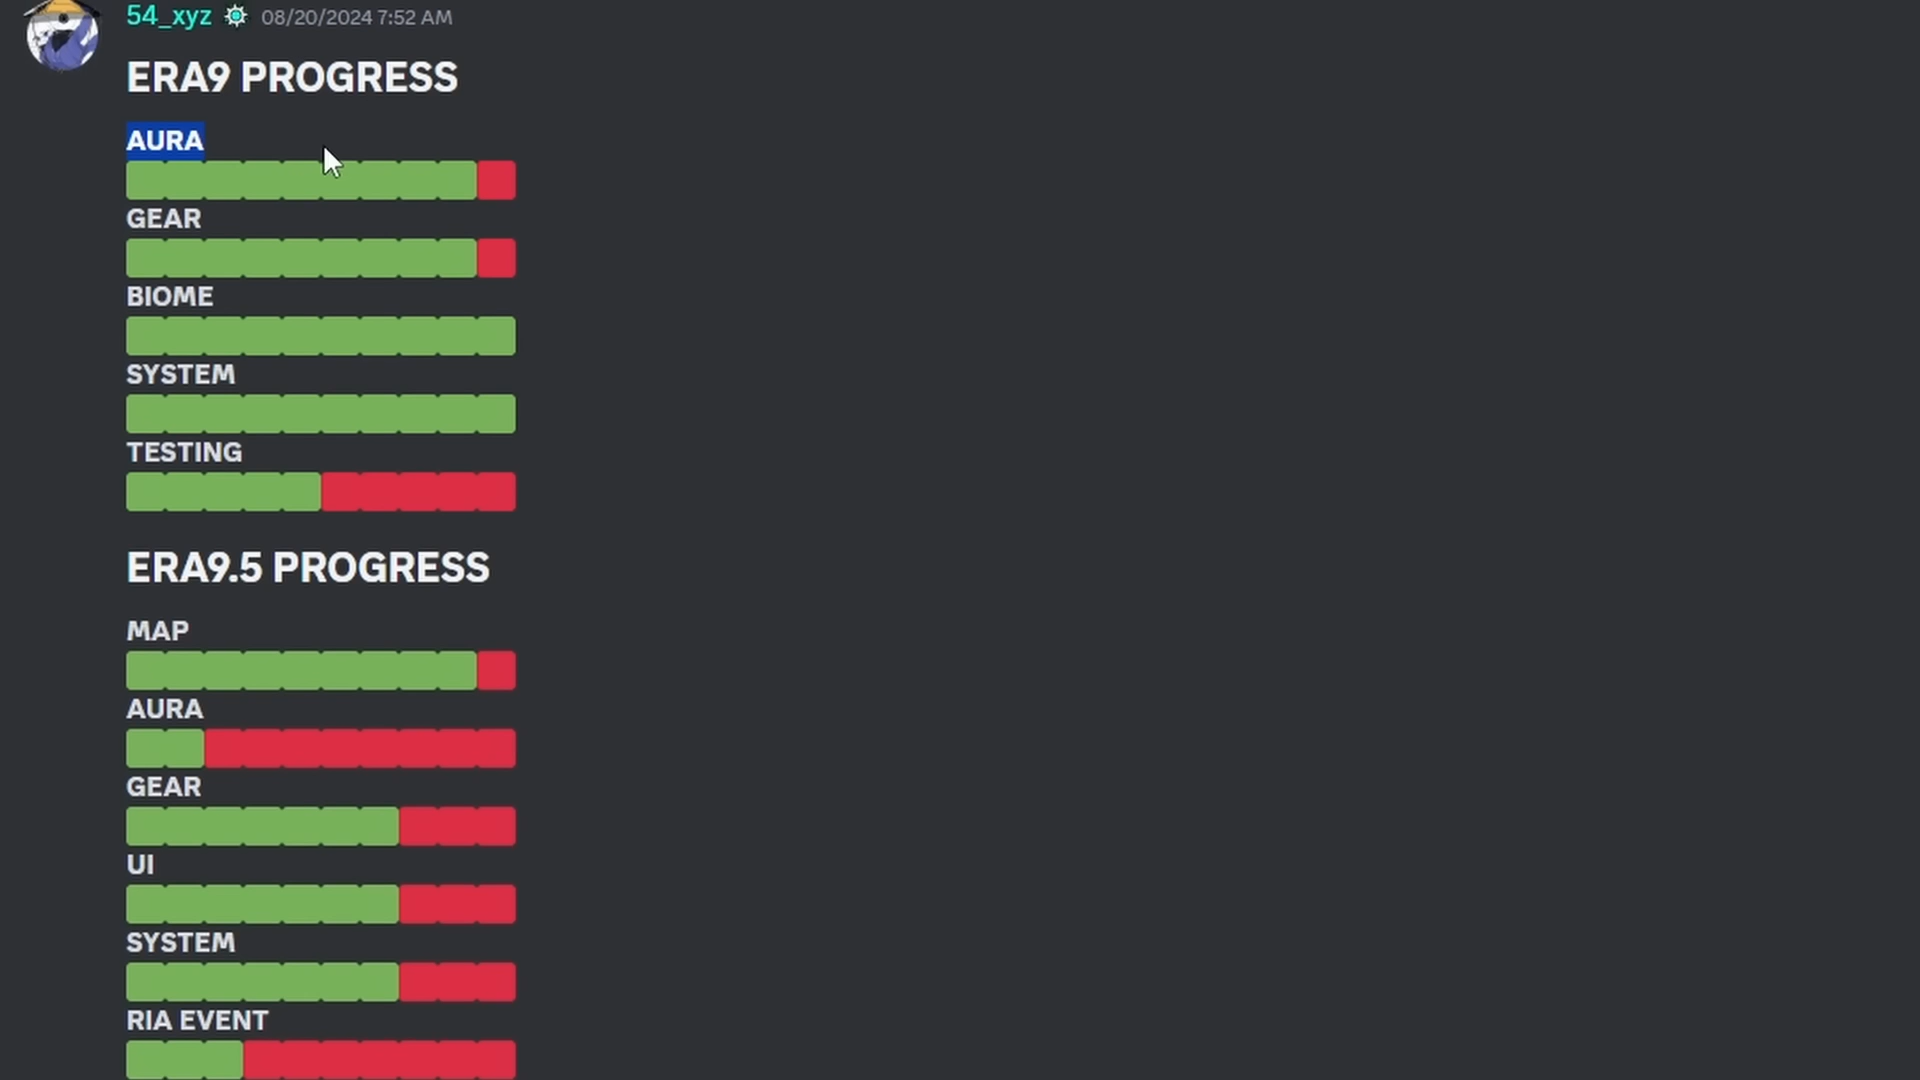 54_xyz 08/20/2024 7:52 AM
ERA9 PROGRESS
AURA
GEAR
BIOME
SYSTEM
TESTING
ERA9.5 PROGRESS
MAP
AURA
GEAR
UI
SYSTEM
RIA EVENT